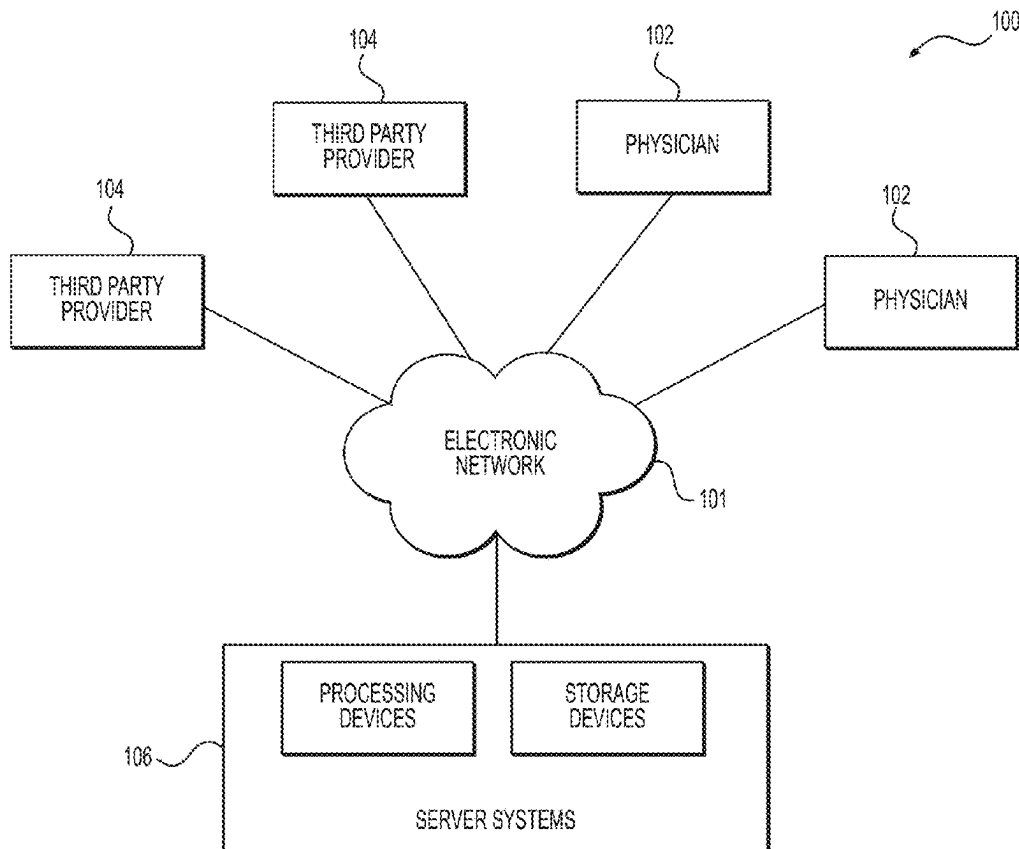 100
104
102
THIRD PARTY
PROVIDER
PHYSICIAN
104
102
THIRD PARTY
PROVIDER
PHYSICIAN
ELECTRONIC
NETWORK
101
PROCESSING
DEVICES
STORAGE
DEVICES
106
SERVER SYSTEMS